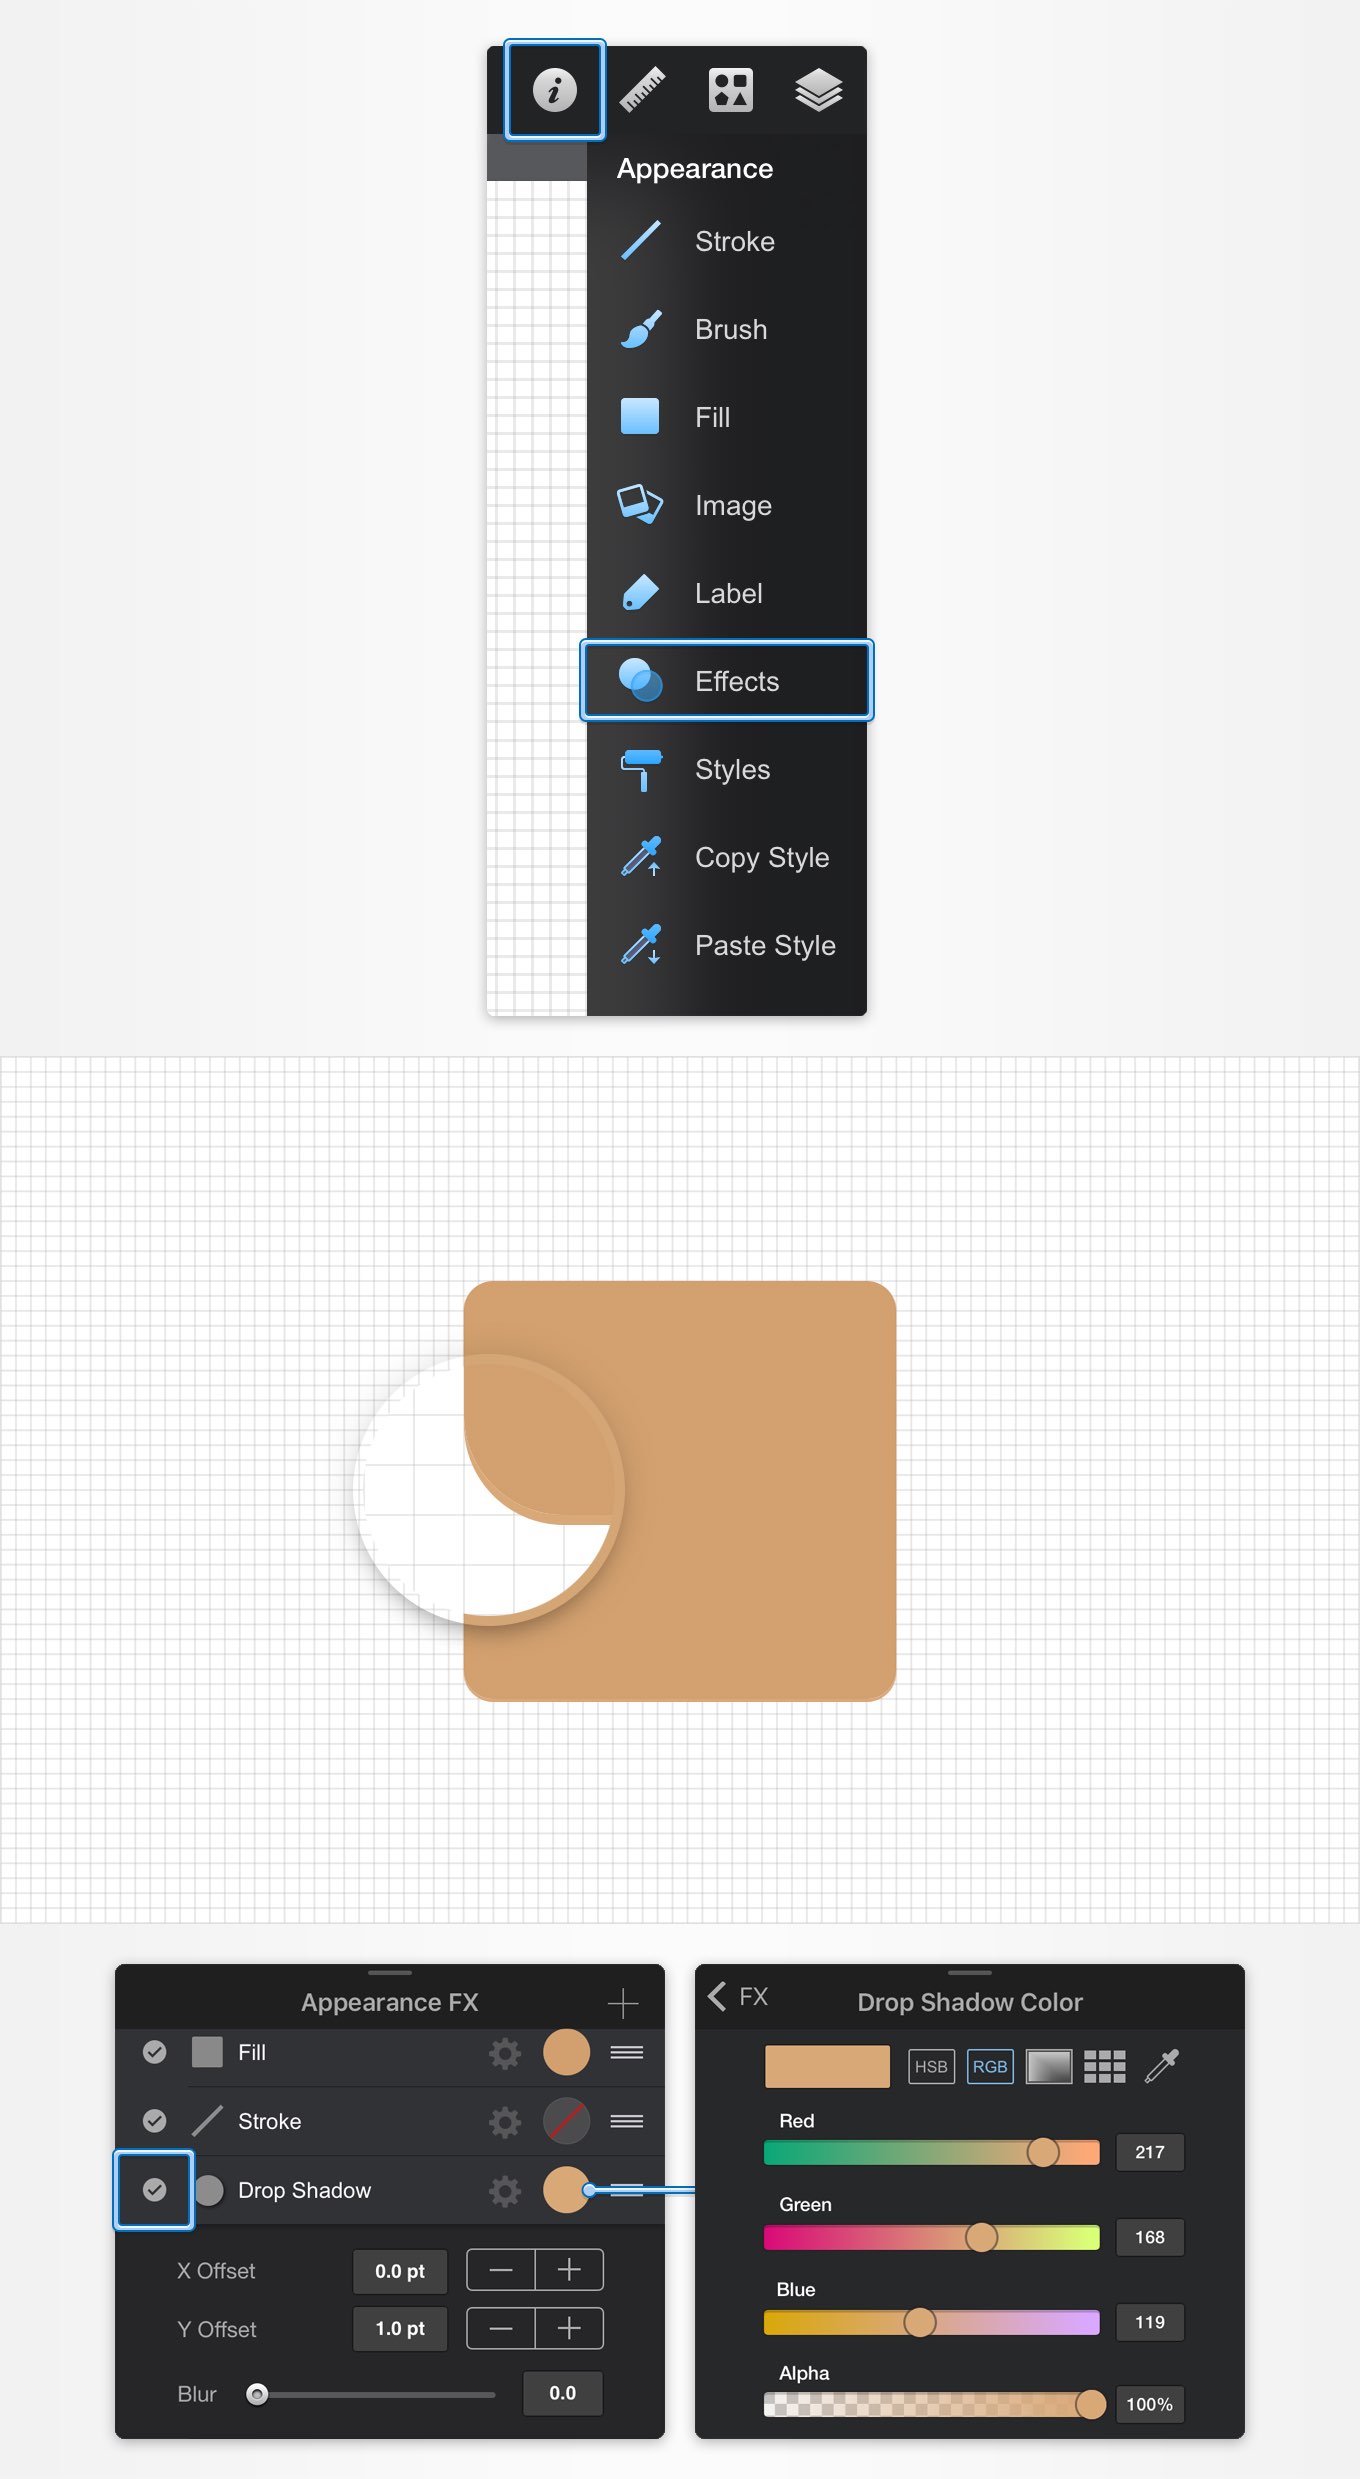 Appearance
Stroke
Brush
Fill
Image
Label
Effects
Styles
Copy Style
Paste Style
Appearance FX
Fill
Stroke
Drop Shadow
X Offset 0.0 pt
Y Offset 1.0 pt
Blur 0.0
FX Drop Shadow Color
HSB RGB
Red
217
Green
168
Blue
119
Alpha
100%